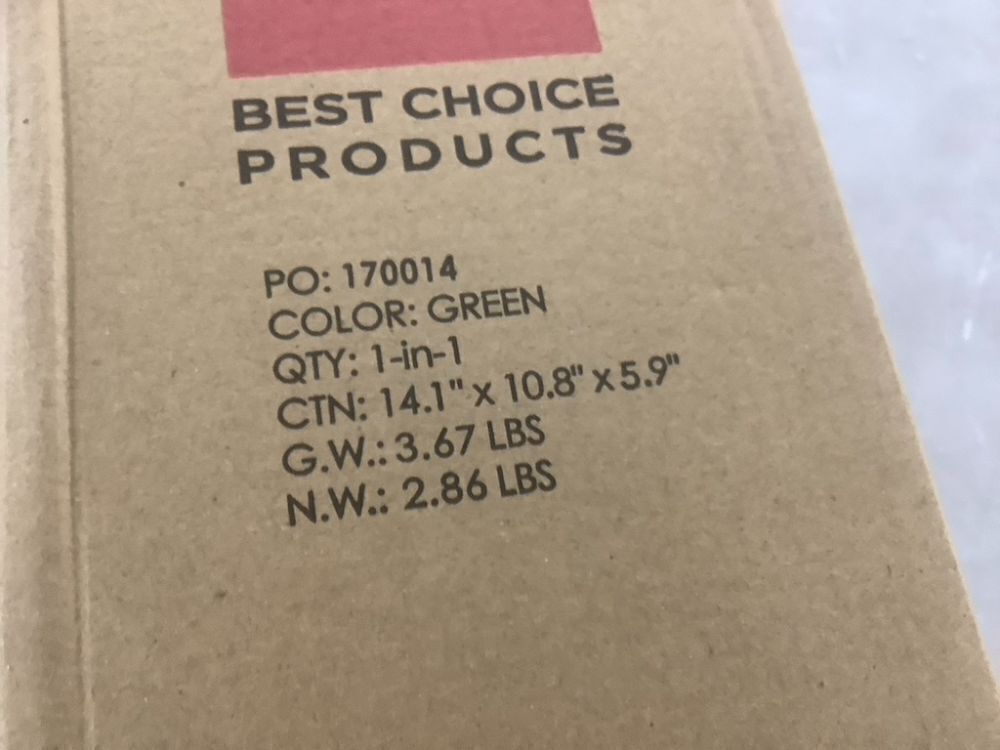 BEST CHOICE
PRODUCTS
PO: 170014
COLOR: GREEN
QTY: 1-in-1
CTN: 14.1" x 10.8" x 5.9"
G.W.: 3.67 LBS
N.W.: 2.86 LBS